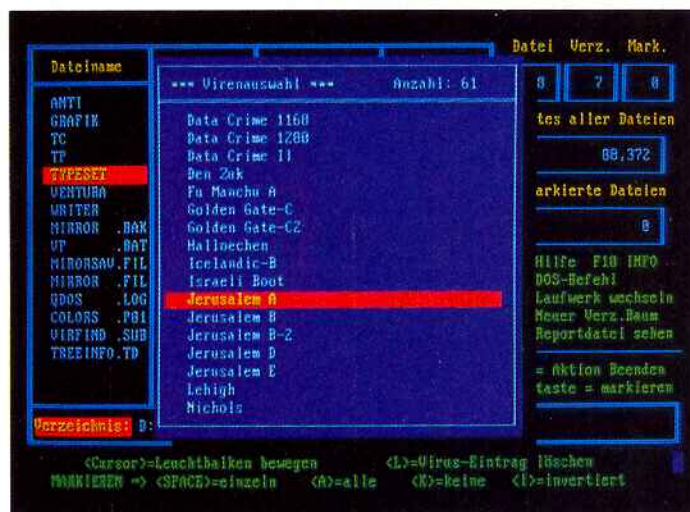 Datei Verz. Mark.
Dateiname
*** Virenauswahl *** Anzahl: 61
8 7 0
ANTI
GRAFIK
TC
TP
TYPESET
VENTURA
WRITER
MIRROR .BAK
VP .BAT
MIRORSAV.FIL
MIRROR .FIL
QDOS .LOG
COLORS .PB1
VIRFIND .SUB
TREEINFO.TD
Data Crime 1168
Data Crime 1280
Data Crime II
Den Zuk
Fu Manchu A
Golden Gate-C
Golden Gate-C2
Halloechen
Icelandic-B
Israeli Boot
Jerusalem A
Jerusalem B
Jerusalem B-2
Jerusalem D
Jerusalem E
Lehigh
Nichols
tes aller Dateien
88,372
arkierte Dateien
0
Hilfe F10 INFO
DOS-Befehl
Laufwerk wechseln
Neuer Verz.Baum
Reportdatei sehen
= Aktion Beenden
taste = markieren
Verzeichnis: D:
<Cursor>=Leuchtbalken bewegen <L>=Virus-Eintrag löschen
MARKIEREN => <SPACE>=einzeln <A>=alle <K>=keine <I>=invertiert